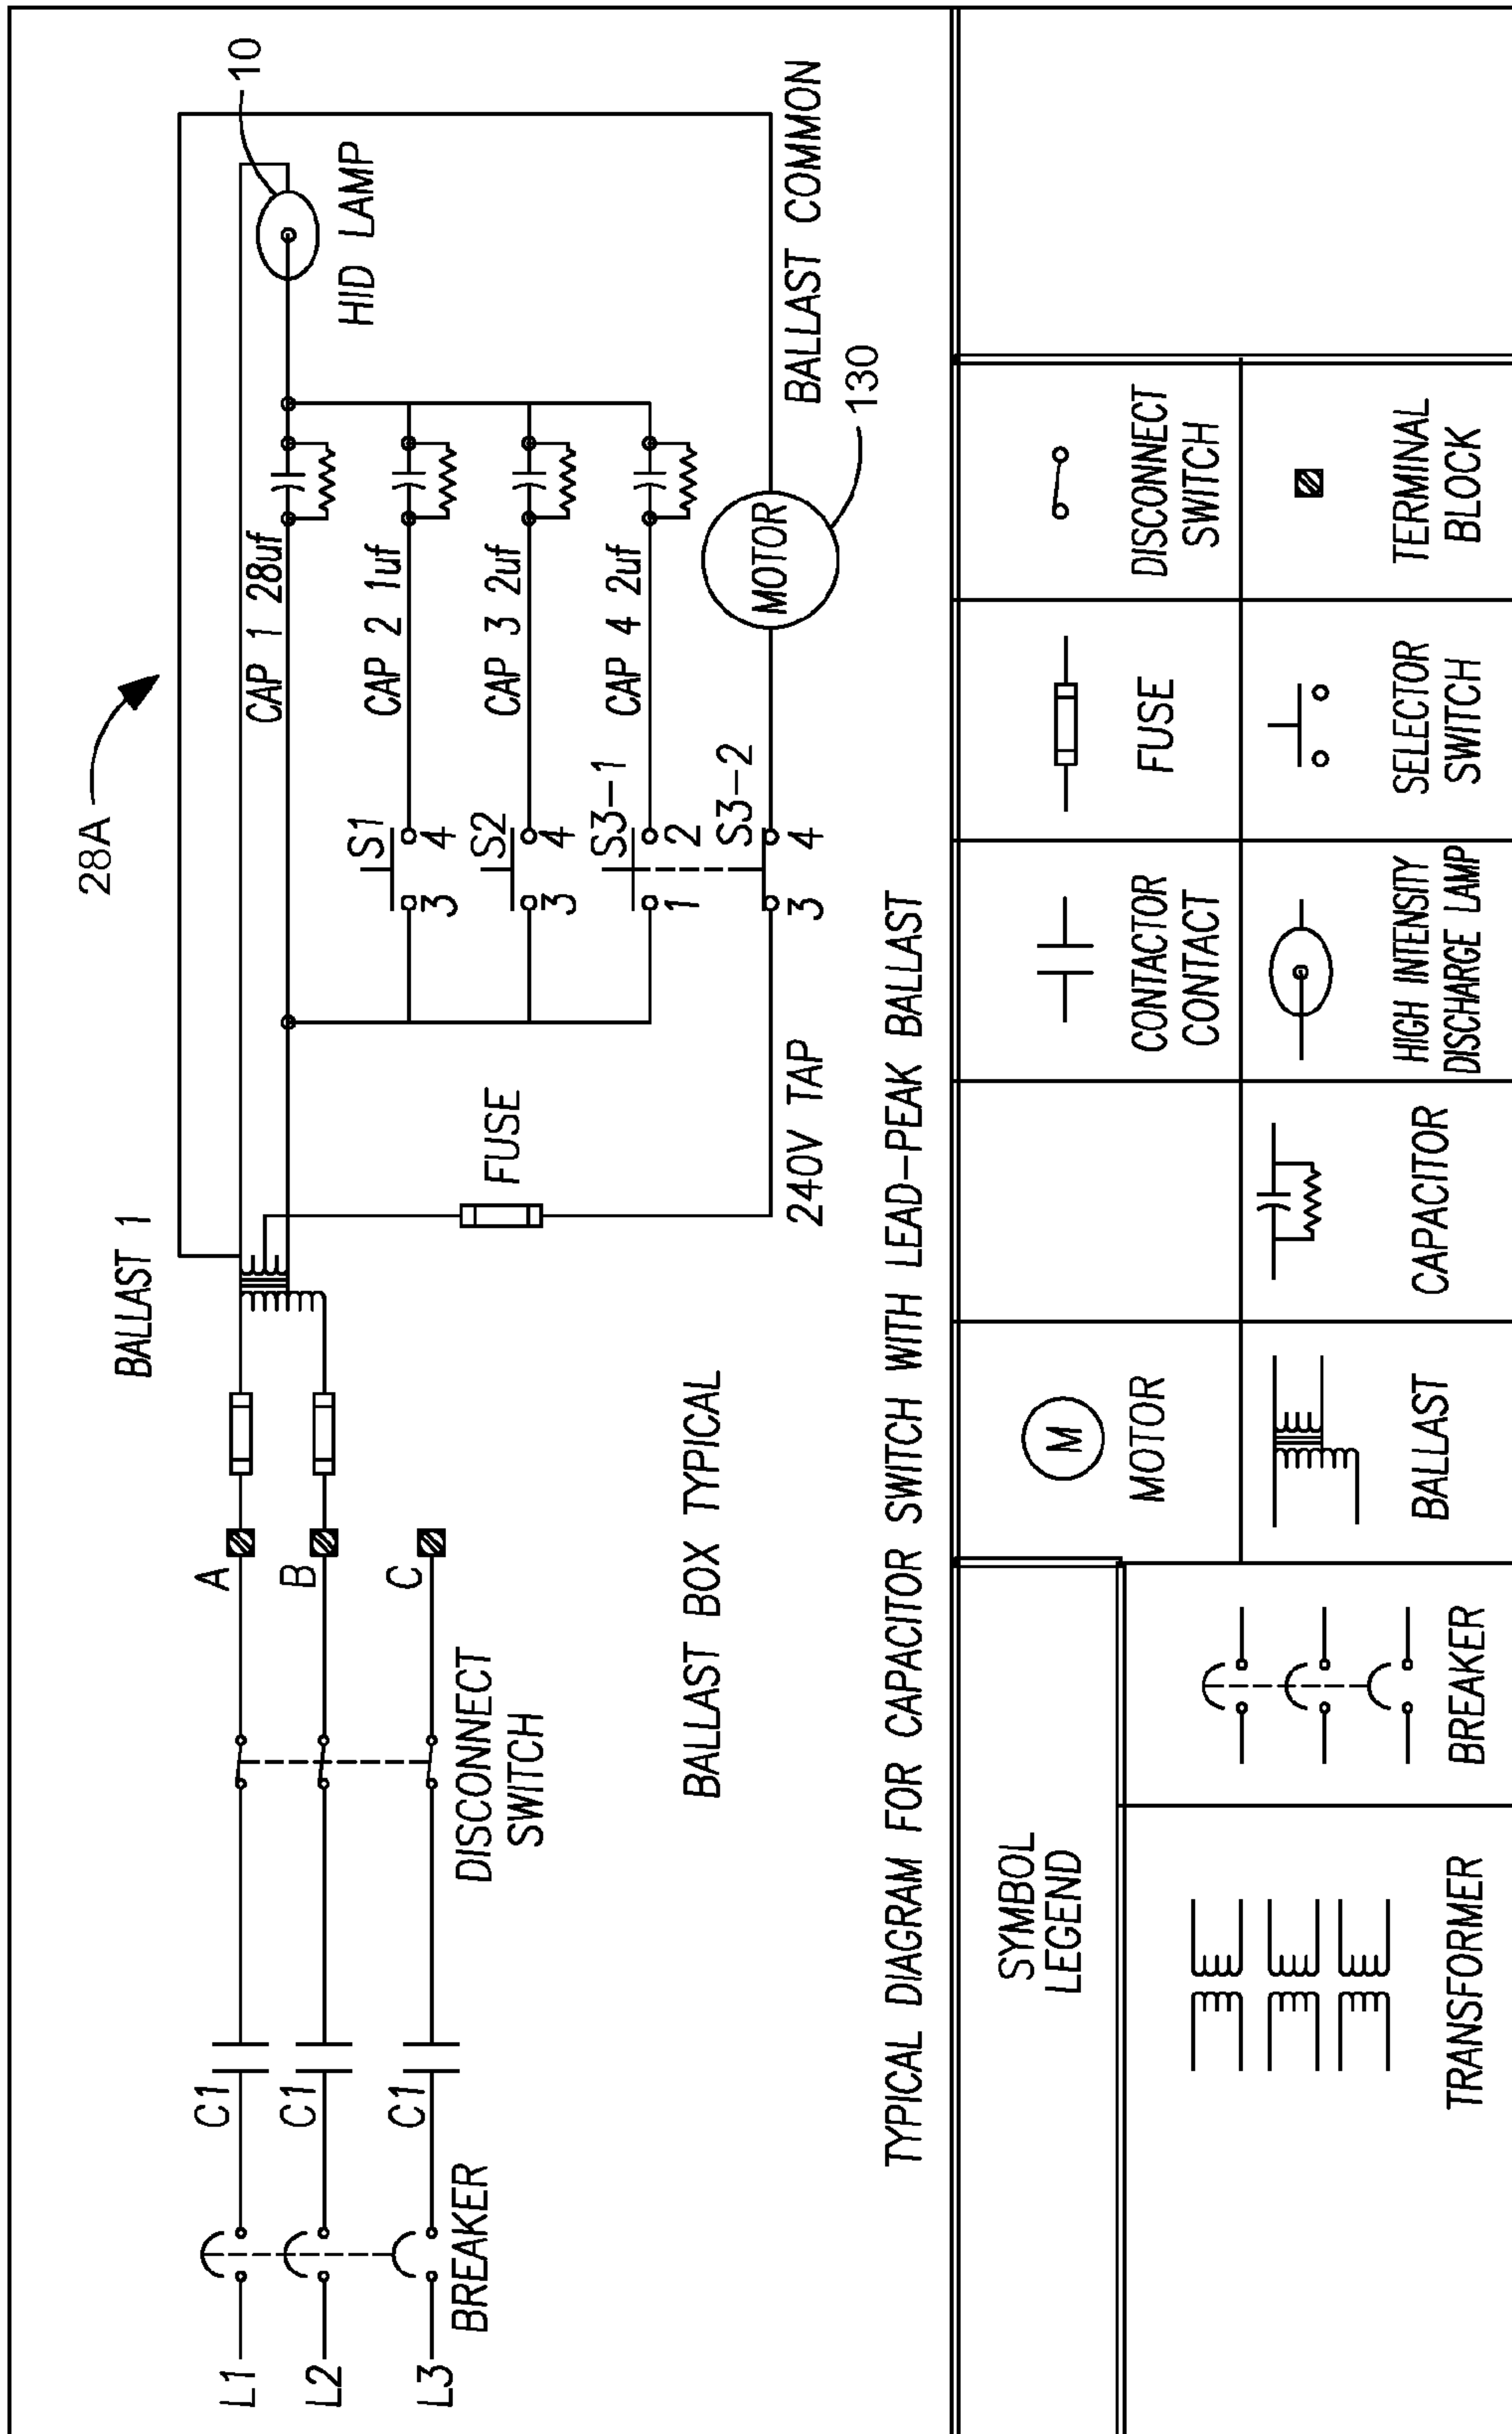 28A
10
BALLAST 1
HID LAMP
CAP 1 28uf
S1
3 4
CAP 2 1uf
S2
3 4
CAP 3 2uf
S3-1
1 2
CAP 4 2uf
S3-2
3 4
MOTOR
130
FUSE
240V TAP
BALLAST COMMON
L1
L2
L3
BREAKER
C1
C1
C1
DISCONNECT
SWITCH
A
B
C
BALLAST BOX TYPICAL
TYPICAL DIAGRAM FOR CAPACITOR SWITCH WITH LEAD-PEAK BALLAST
SYMBOL
LEGEND
MOTOR
CONTACTOR
CONTACT
FUSE
DISCONNECT
SWITCH
TRANSFORMER
BREAKER
BALLAST
CAPACITOR
HIGH INTENSITY
DISCHARGE LAMP
SELECTOR
SWITCH
TERMINAL
BLOCK
M